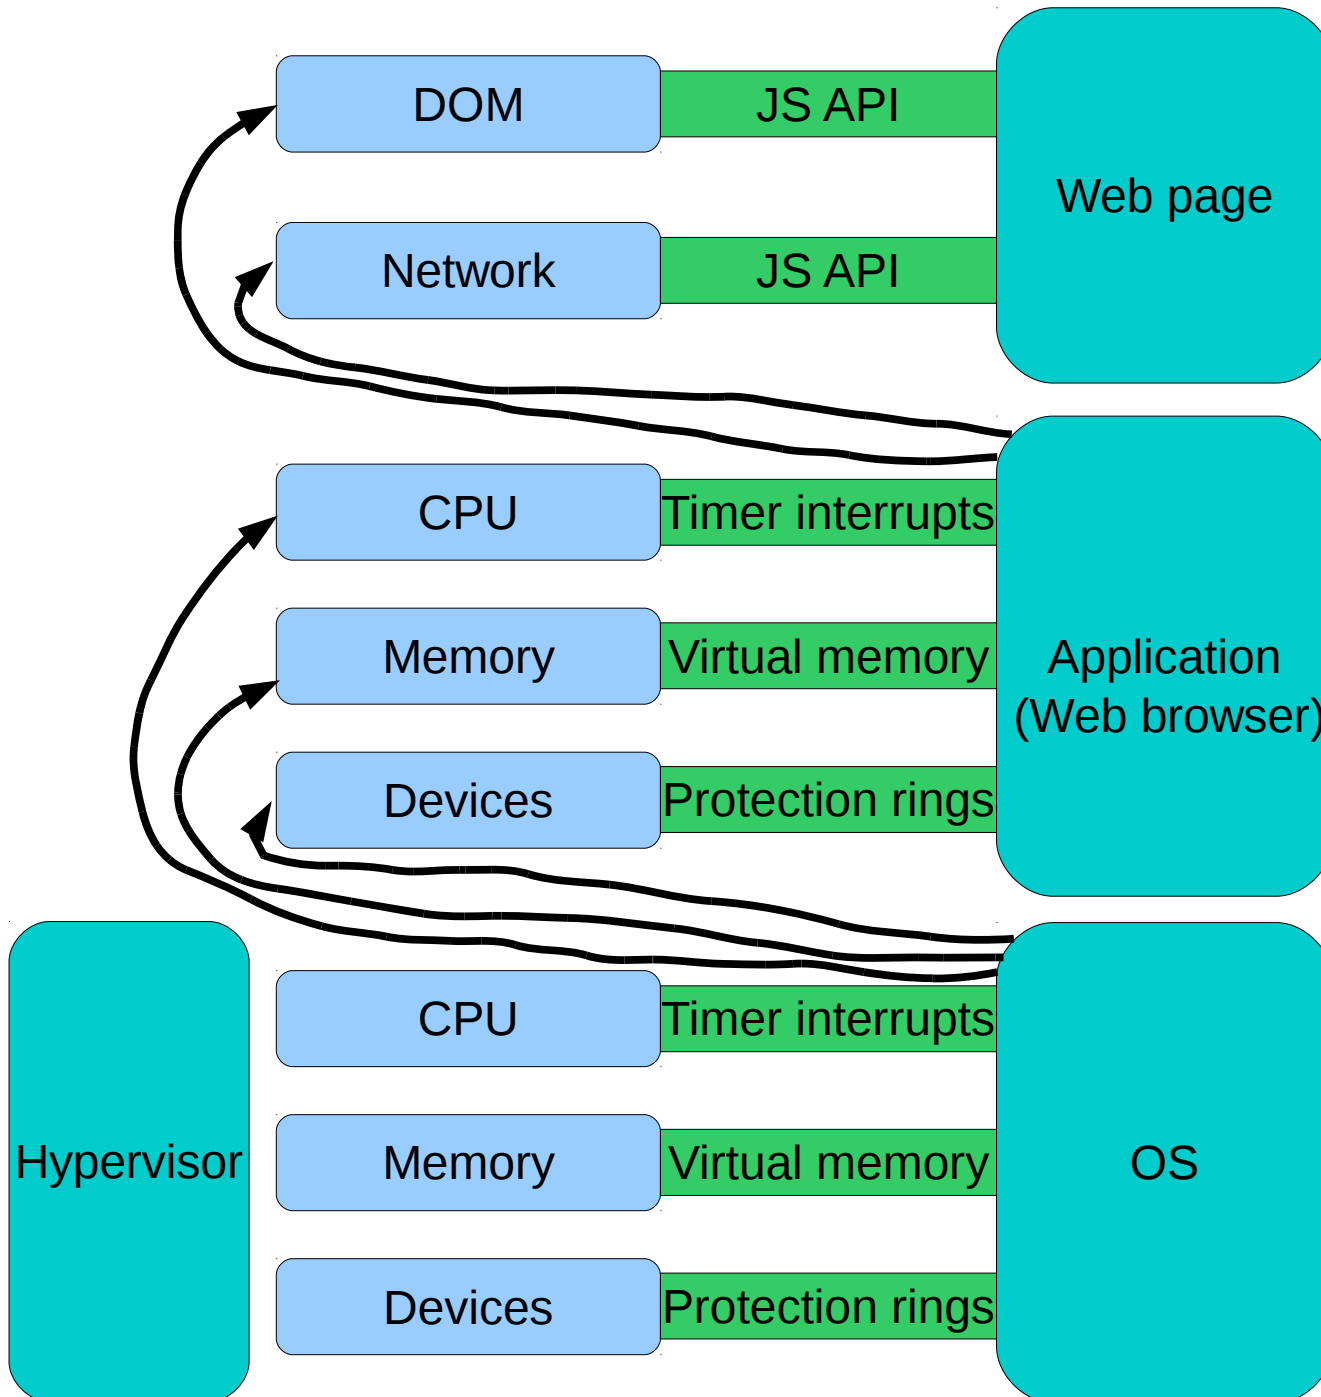 DOM
JS API
Web page
Network
JS API
CPU
Timer interrupts
Memory
Virtual memory
Application
(Web browser)
Devices
Protection rings
CPU
Timer interrupts
Hypervisor
Memory
Virtual memory
OS
Devices
Protection rings